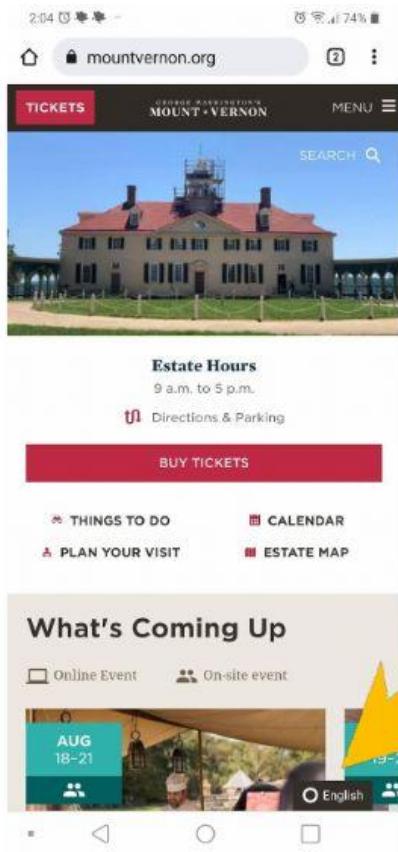 2:04
74%
mountvernon.org
2
TICKETS
GEORGE WASHINGTON'S
MOUNT • VERNON
MENU
SEARCH
Estate Hours
9 a.m. to 5 p.m.
Directions & Parking
BUY TICKETS
THINGS TO DO
CALENDAR
PLAN YOUR VISIT
ESTATE MAP
What's Coming Up
Online Event
On-site event
AUG
18-21
English